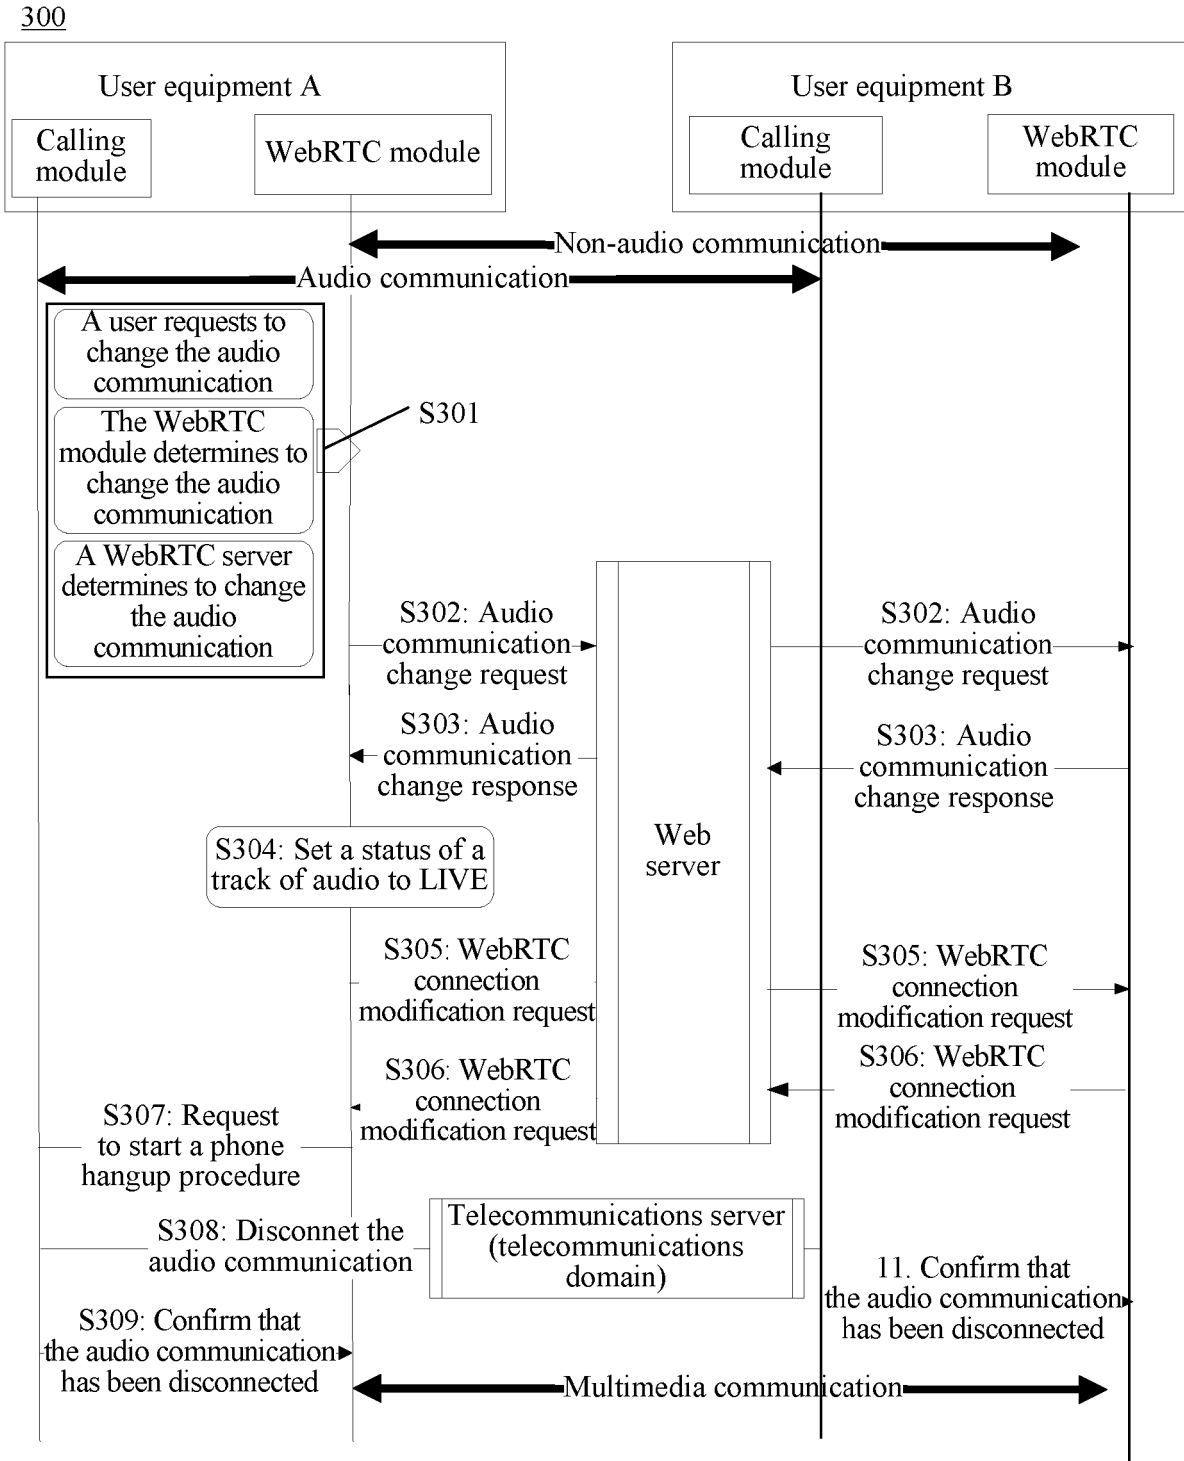 300
User equipment A
User equipment B
Calling
module
WebRTC module
Calling
module
WebRTC
module
Non-audio communication
Audio communication
A user requests to
change the audio
communication
The WebRTC
module determines to
change the audio
communication
A WebRTC server
determines to change
the audio
communication
S301
S302: Audio
communication
change request
S302: Audio
communication
change request
S303: Audio
communication
change response
S303: Audio
communication
change response
Web
server
S304: Set a status of a
track of audio to LIVE
S305: WebRTC
connection
modification request
S305: WebRTC
connection
modification request
S306: WebRTC
connection
modification request
S306: WebRTC
connection
modification request
S307: Request
to start a phone
hangup procedure
S308: Disconnet the
audio communication
Telecommunications server
(telecommunications
domain)
11. Confirm that
the audio communication
has been disconnected
S309: Confirm that
the audio communication
has been disconnected
Multimedia communication